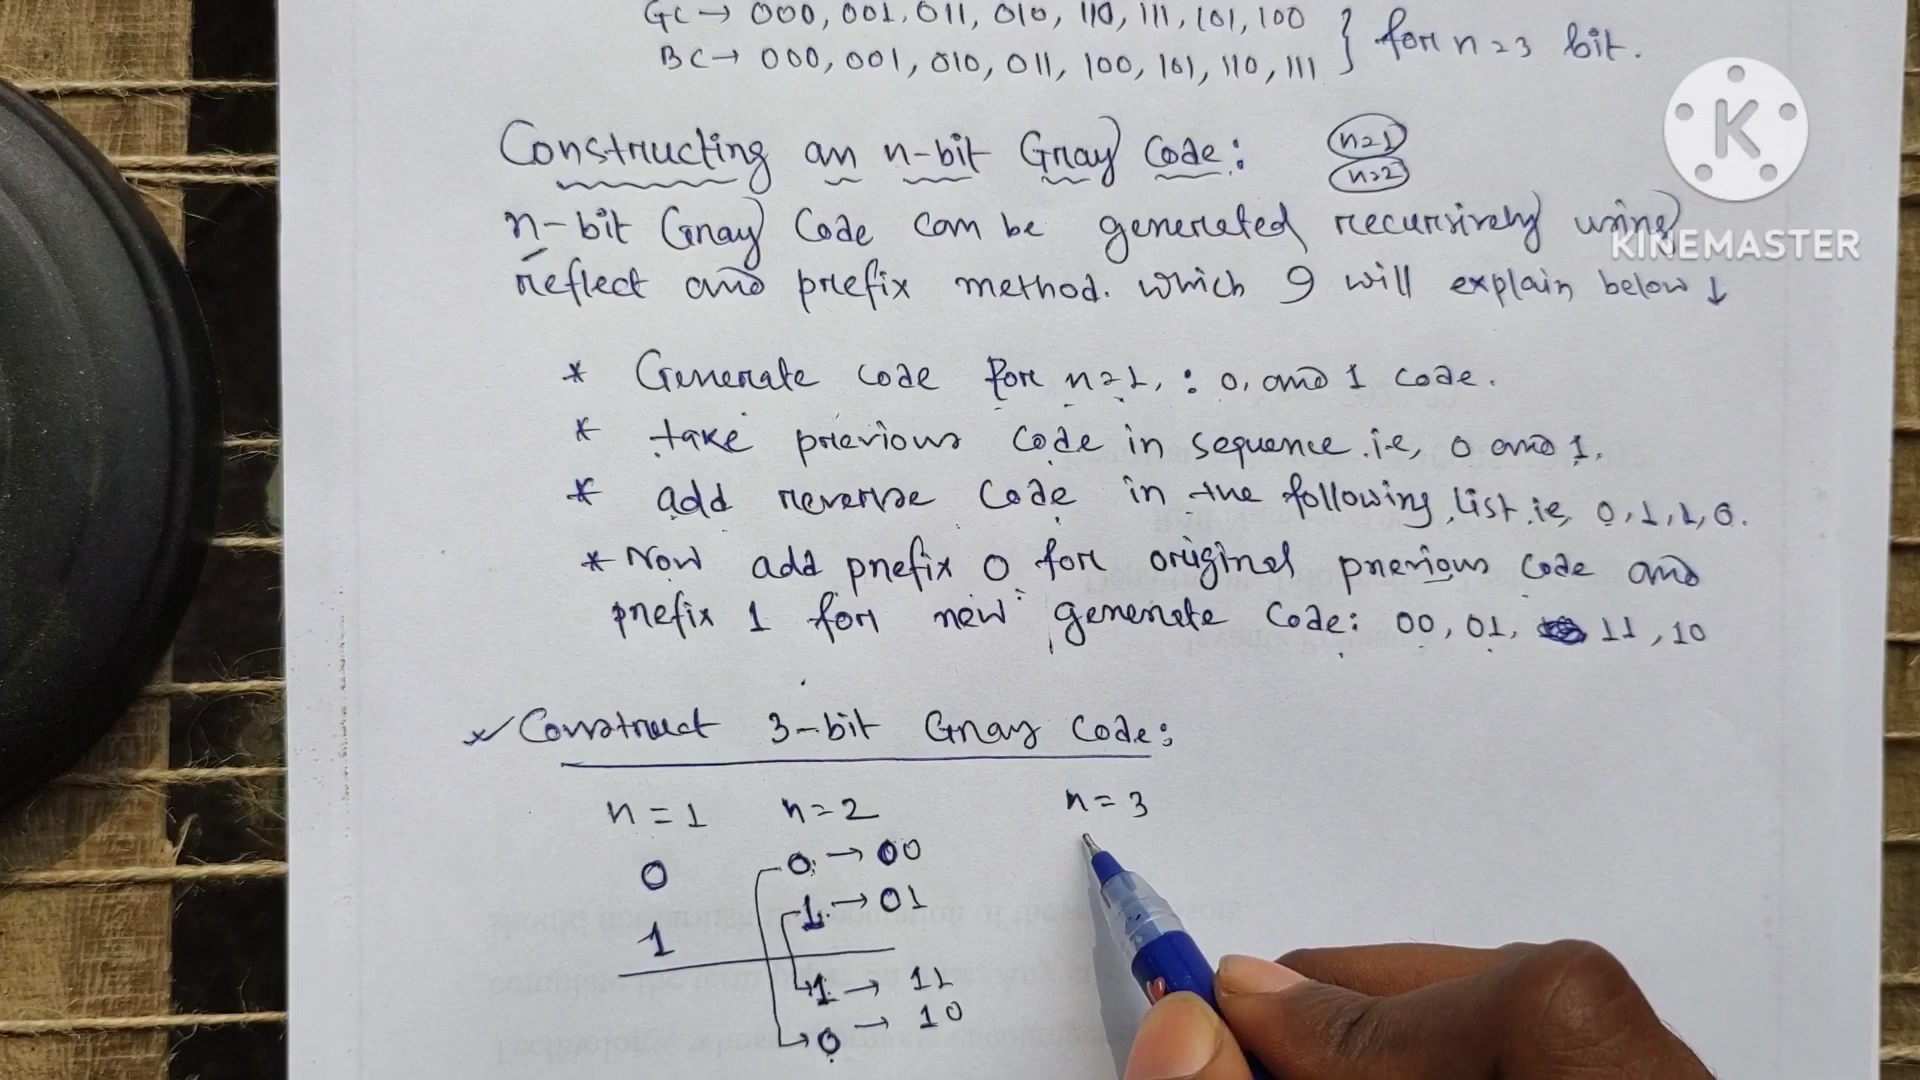 GC → 000, 001, 011, 010, 110, 111, 101, 100
BC → 000, 001, 010, 011, 100, 101, 110, 111 } for n=3 bit.
Constructing an n-bit Gray Code: n=1
n=2
n-bit Gray Code can be generated recursively using
KINEMASTER
reflect and prefix method. which I will explain below ↓
* Generate code for n=1, : 0, and 1 code.
* take previous code in sequence i.e, 0 and 1.
* add reverse code in the following list. ie, 0, 1, 1, 0.
* Now add prefix 0 for original previous code and
prefix 1 for new generate code: 00, 01, 11, 10
* Construct 3-bit Gray Code:
n = 1 n = 2 n = 3
0 0 → 00
1 1 → 01
1 → 11
0 → 10